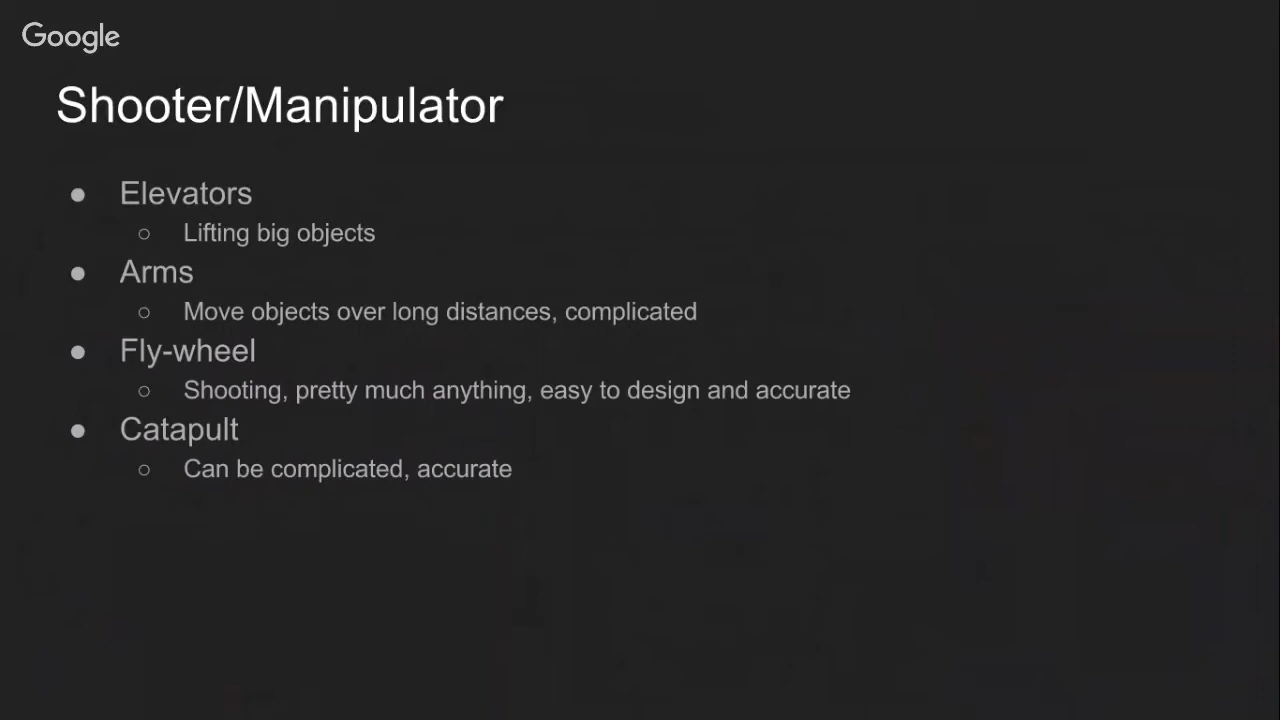 Google
Shooter/Manipulator
● Elevators
○ Lifting big objects
● Arms
○ Move objects over long distances, complicated
● Fly-wheel
○ Shooting, pretty much anything, easy to design and accurate
● Catapult
○ Can be complicated, accurate